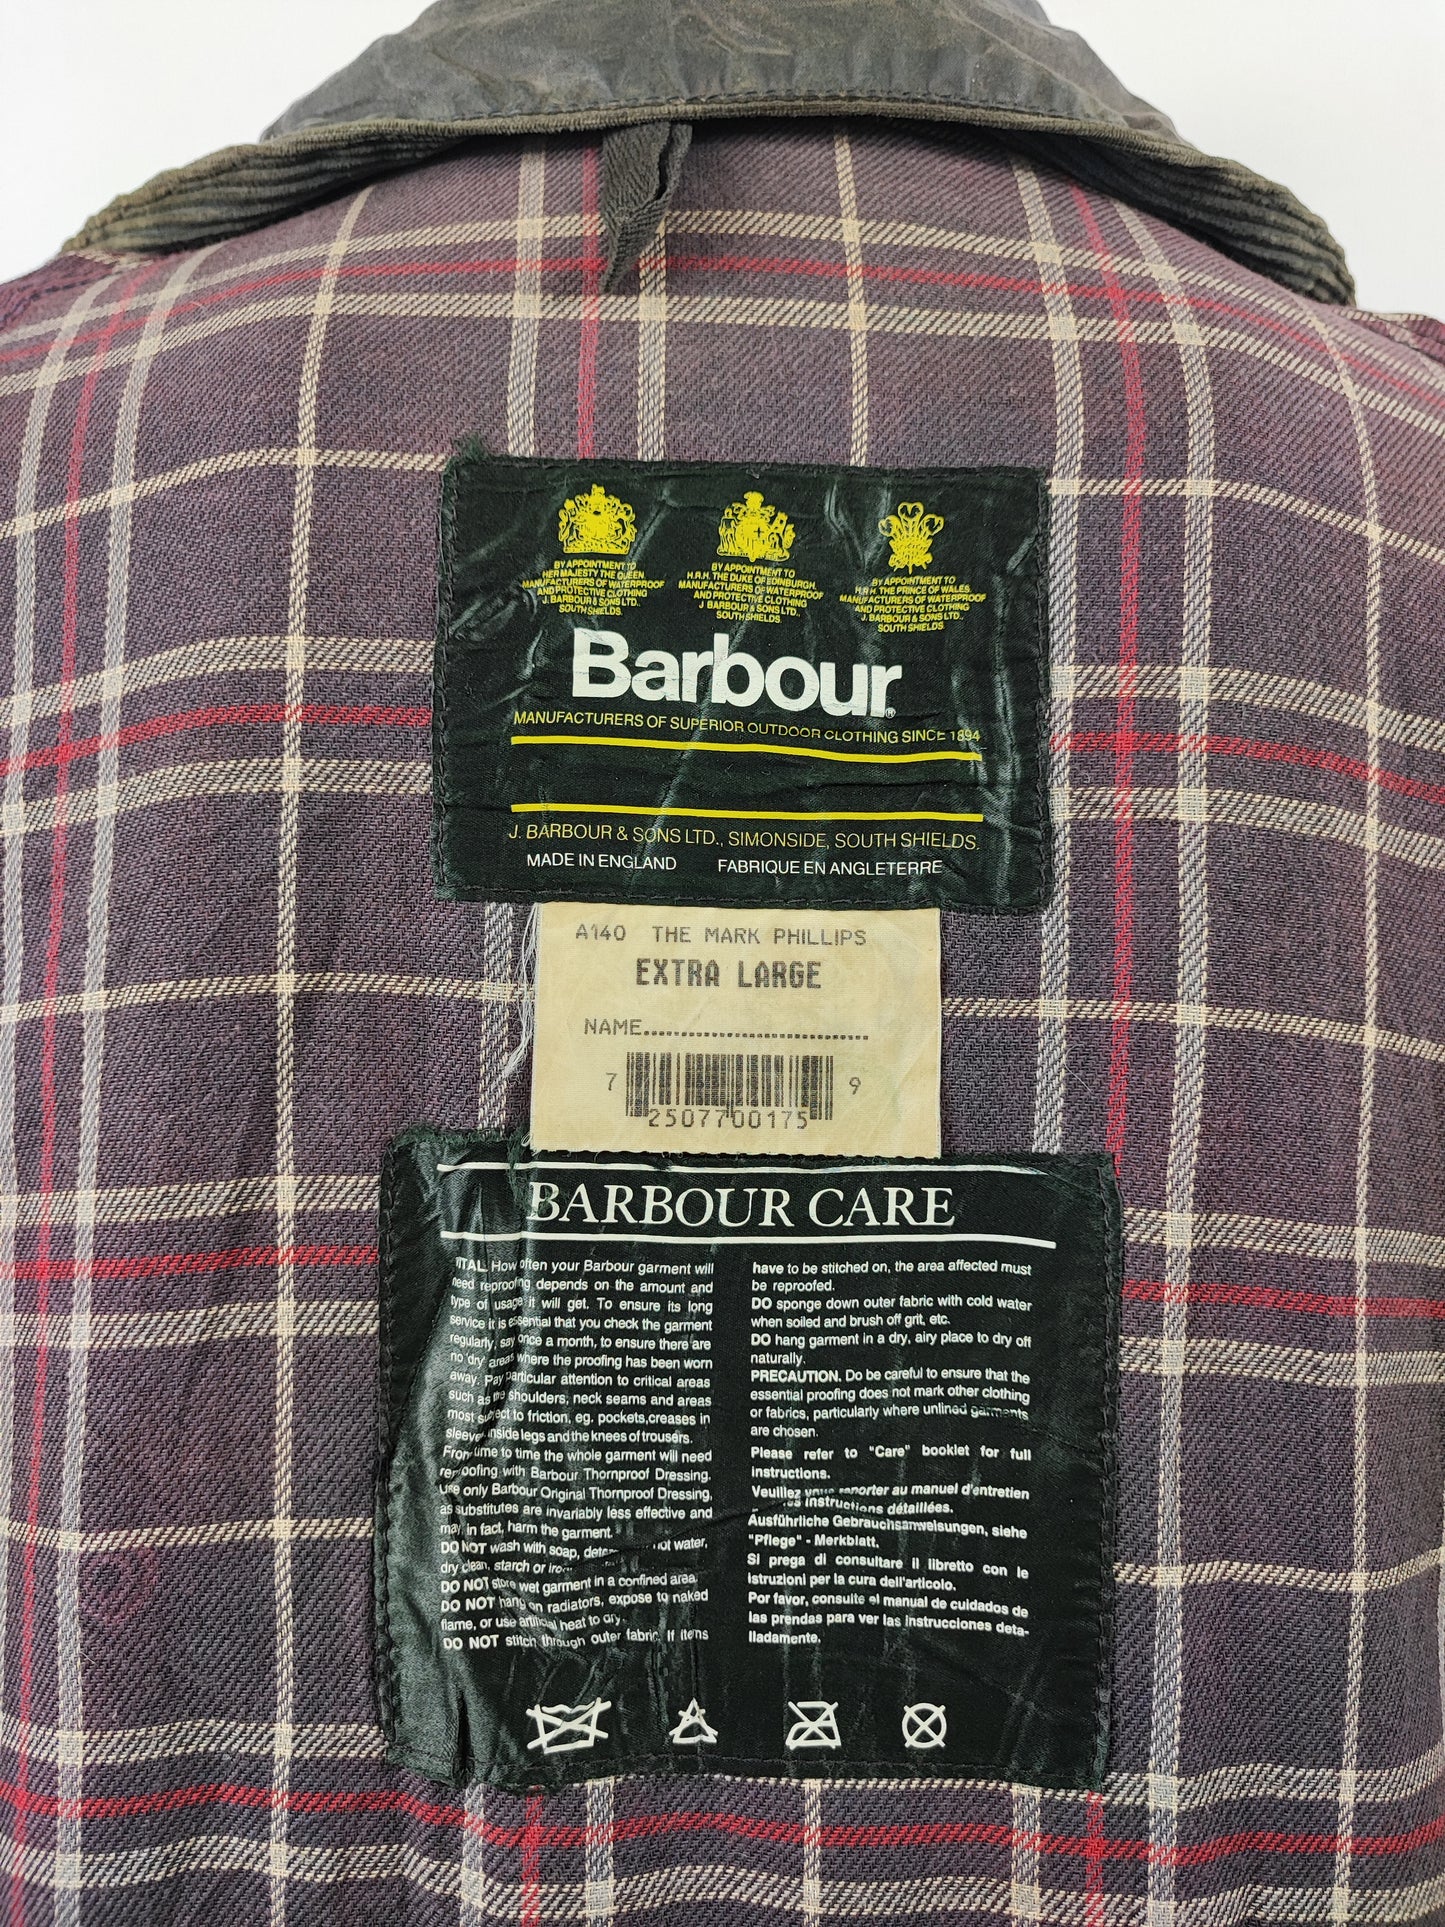 BY APPOINTMENT TO
HER MAJESTY THE QUEEN
MANUFACTURERS OF WATERPROOF
AND PROTECTIVE CLOTHING
J. BARBOUR & SONS LTD.,
SOUTH SHIELDS.
BY APPOINTMENT TO
H.R.H. THE DUKE OF EDINBURGH
MANUFACTURERS OF WATERPROOF
AND PROTECTIVE CLOTHING
J BARBOUR & SONS LTD.,
SOUTH SHIELDS.
BY APPOINTMENT TO
H.R.H. THE PRINCE OF WALES
MANUFACTURERS OF WATERPROOF
AND PROTECTIVE CLOTHING
J. BARBOUR & SONS LTD.,
SOUTH SHIELDS.
Barbour®
MANUFACTURERS OF SUPERIOR OUTDOOR CLOTHING SINCE 1894
J. BARBOUR & SONS LTD., SIMONSIDE, SOUTH SHIELDS.
MADE IN ENGLAND FABRIQUE EN ANGLETERRE
A140 THE MARK PHILLIPS
EXTRA LARGE
NAME..............................
7 2507700175 9
BARBOUR CARE
How often your Barbour garment will
need reproofing depends on the amount and
type of usage it will get. To ensure its long
service it is essential that you check the garment
regularly, say once a month, to ensure there are
no 'dry' areas where the proofing has been worn
away. Pay particular attention to critical areas
such as the shoulders, neck seams and areas
most subject to friction, eg. pockets,creases in
sleeve, inside legs and the knees of trousers.
From time to time the whole garment will need
reproofing with Barbour Thornproof Dressing.
Use only Barbour Original Thornproof Dressing,
as substitutes are invariably less effective and
may, in fact, harm the garment.
DO NOT wash with soap, hot water,
dry clean, starch or
DO NOT store wet garment in a confined area.
DO NOT hang on radiators, expose to naked
flame, or use artificial heat to dry.
DO NOT stitch through outer fabric. If items
have to be stitched on, the area affected must
be reproofed.
DO sponge down outer fabric with cold water
when soiled and brush off grit, etc.
DO hang garment in a dry, airy place to dry off
naturally.
PRECAUTION. Do be careful to ensure that the
essential proofing does not mark other clothing
or fabrics, particularly where unlined garments
are chosen.
Please refer to "Care" booklet for full
instructions.
Veuillez vous reporter au manuel d'entretien
les instructions détaillées.
Ausführliche Gebrauchsanweisungen, siehe
"Pflege" - Merkblatt.
Si prega di consultare il libretto con le
istruzioni per la cura dell'articolo.
Por favor, consulte el manual de cuidados de
las prendas para ver las instrucciones deta-
lladamente.